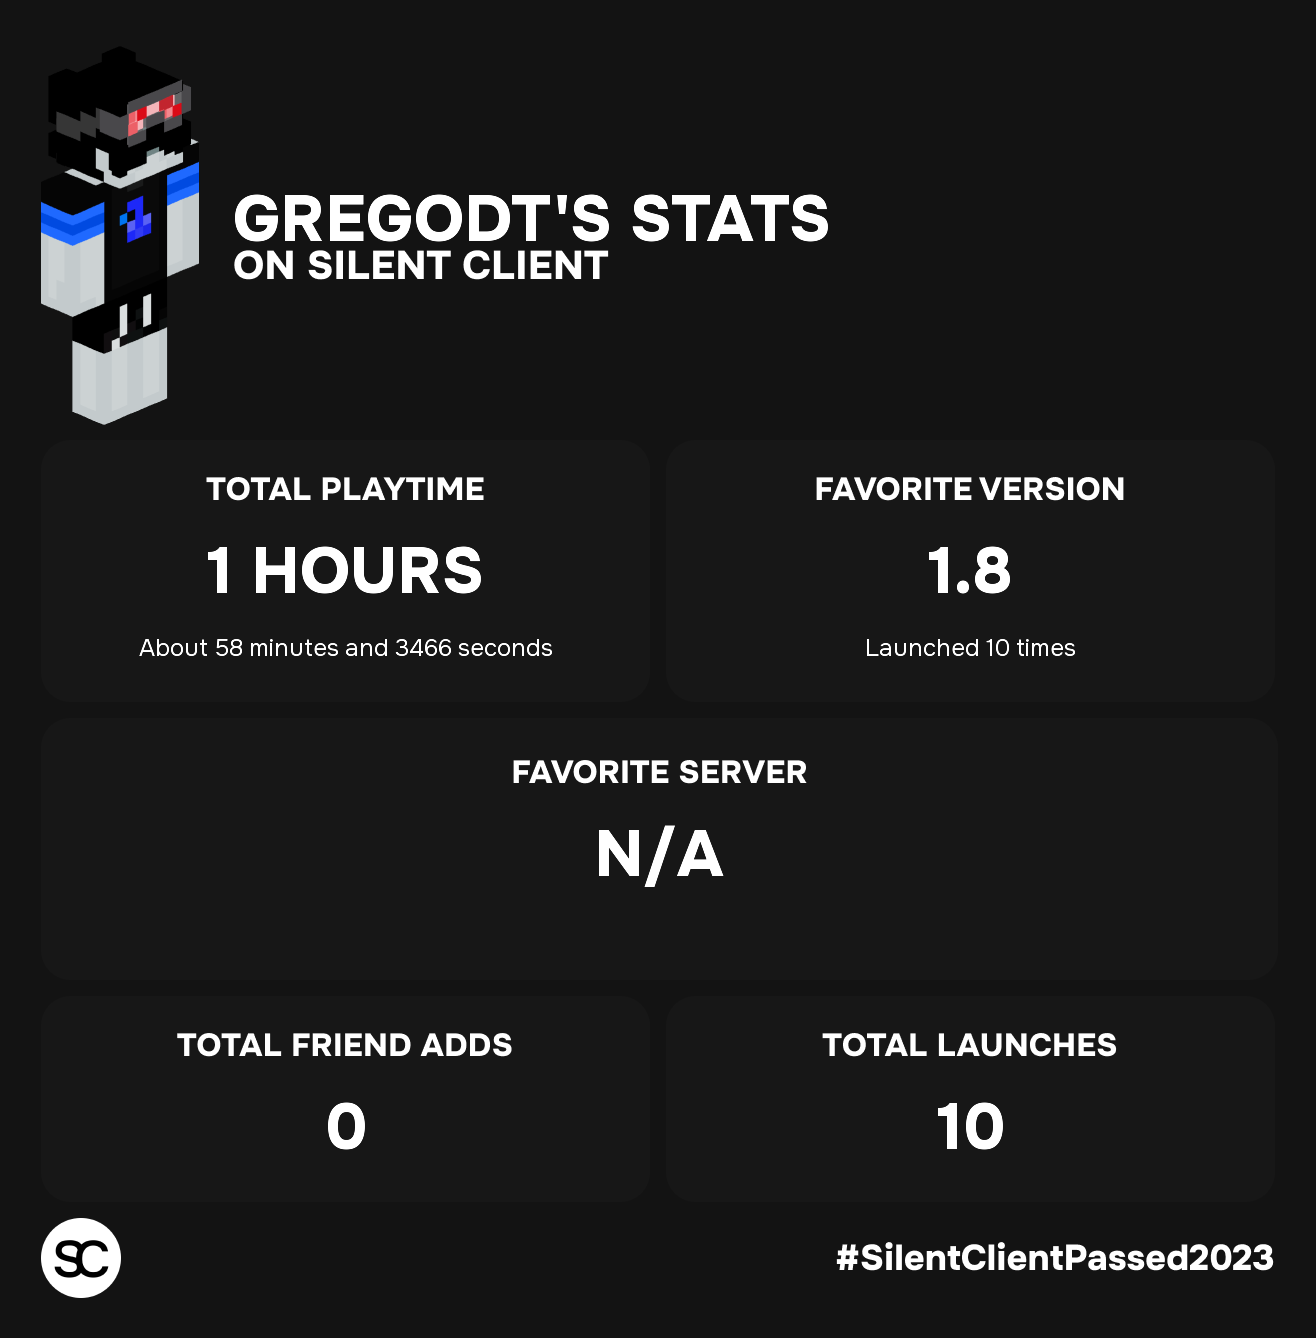 GREGODT'S STATS
ON SILENT CLIENT
TOTAL PLAYTIME
1 HOURS
About 58 minutes and 3466 seconds
FAVORITE VERSION
1.8
Launched 10 times
FAVORITE SERVER
N/A
TOTAL FRIEND ADDS
0
TOTAL LAUNCHES
10
SC
#SilentClientPassed2023